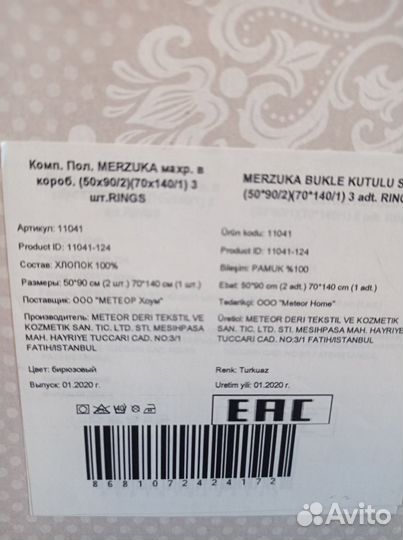 Комп. Пол. MERZUKA махр. в
короб. (50x90/2)(70x140/1) 3
шт.RINGS
Артикул: 11041
Product ID: 11041-124
Состав: ХЛОПОК 100%
Размеры: 50*90 см (2 шт.) 70*140 см (1 шт.)
Поставщик: ООО "МЕТЕОР Хоум"
Производитель: METEOR DERI TEKSTIL VE
KOZMETIK SAN. TIC. LTD. STI. MESIHPASA
MAH. HAYRIYE TUCCARI CAD. NO:3/1
FATIH/ISTANBUL
Цвет: бирюзовый
Выпуск: 01.2020 г.
MERZUKA BUKLE KUTULU S
(50*90/2)(70*140/1) 3 adt. RING
Ürün kodu: 11041
Product ID: 11041-124
Bileşim: PAMUK %100
Ebat: 50*90 cm (2 adt.) 70*140 cm (1 adt.)
Tedarikçi: ООО "Meteor Home"
Üretici: METEOR DERI TEKSTIL VE
KOZMETIK SAN. TIC. LTD. STI. MESIHPASA
MAH. HAYRIYE TUCCARI CAD. NO:3/1
FATIH/ISTANBUL
Renk: Turkuaz
Uretim yili: 01.2020 г.
EAC
8681072424172
Avito